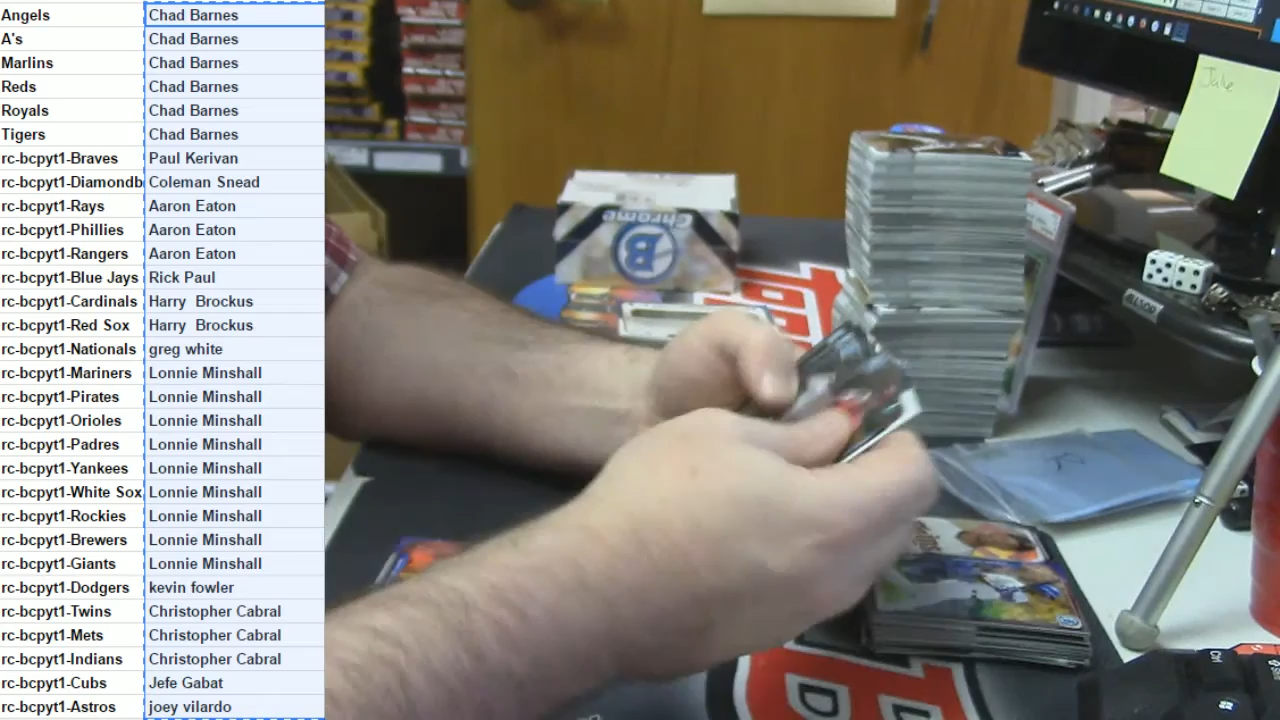 Angels Chad Barnes
A's Chad Barnes
Marlins Chad Barnes
Reds Chad Barnes
Royals Chad Barnes
Tigers Chad Barnes
rc-bcpyt1-Braves Paul Kerivan
rc-bcpyt1-Diamondb Coleman Snead
rc-bcpyt1-Rays Aaron Eaton
rc-bcpyt1-Phillies Aaron Eaton
rc-bcpyt1-Rangers Aaron Eaton
rc-bcpyt1-Blue Jays Rick Paul
rc-bcpyt1-Cardinals Harry  Brockus
rc-bcpyt1-Red Sox Harry  Brockus
rc-bcpyt1-Nationals greg white
rc-bcpyt1-Mariners Lonnie Minshall
rc-bcpyt1-Pirates Lonnie Minshall
rc-bcpyt1-Orioles Lonnie Minshall
rc-bcpyt1-Padres Lonnie Minshall
rc-bcpyt1-Yankees Lonnie Minshall
rc-bcpyt1-White Sox Lonnie Minshall
rc-bcpyt1-Rockies Lonnie Minshall
rc-bcpyt1-Brewers Lonnie Minshall
rc-bcpyt1-Giants Lonnie Minshall
rc-bcpyt1-Dodgers kevin fowler
rc-bcpyt1-Twins Christopher Cabral
rc-bcpyt1-Mets Christopher Cabral
rc-bcpyt1-Indians Christopher Cabral
rc-bcpyt1-Cubs Jefe Gabat
rc-bcpyt1-Astros joey vilardo
Chrome
B
ALLSOP
Ctrl